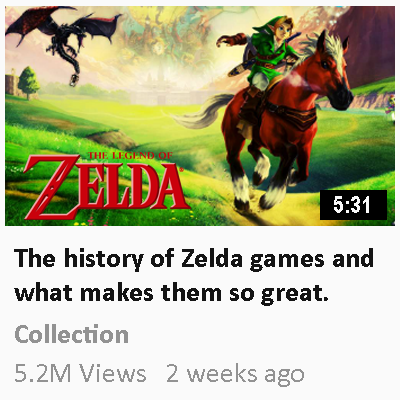 THE LEGEND OF
ZELDA
5:31
The history of Zelda games and
what makes them so great.
Collection
5.2M Views 2 weeks ago